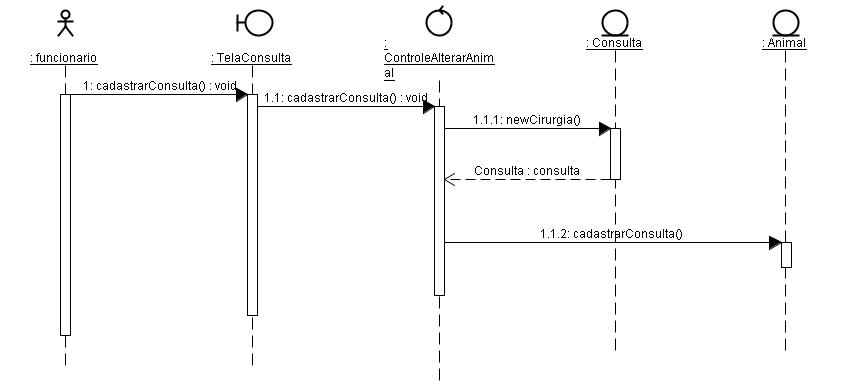 : funcionario
: TelaConsulta
:
ControleAlterarAnim
al
: Consulta
: Animal
1: cadastrarConsulta() : void
1.1: cadastrarConsulta() : void
1.1.1: newCirurgia()
Consulta : consulta
1.1.2: cadastrarConsulta()